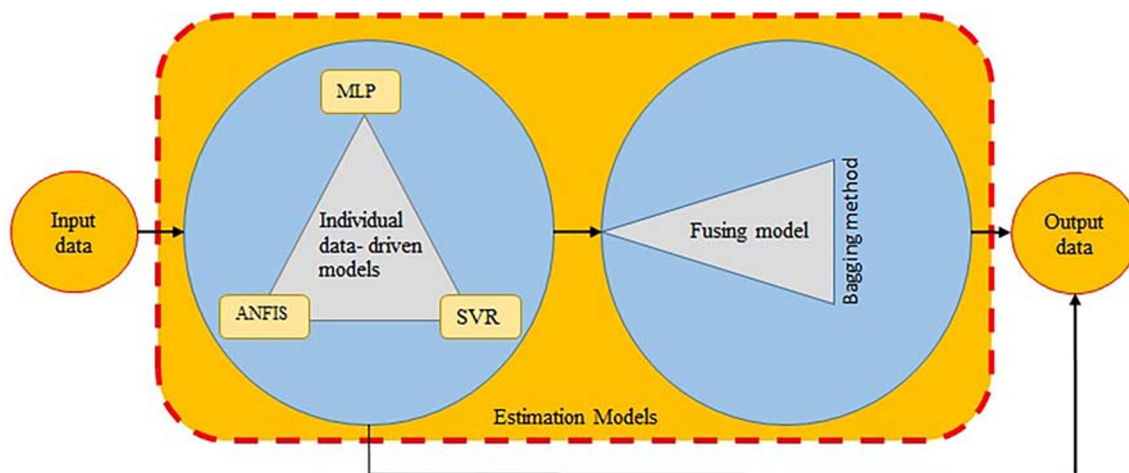 Input
data
MLP
Individual
data- driven
models
ANFIS
SVR
Fusing model
Bagging method
Output
data
Estimation Models